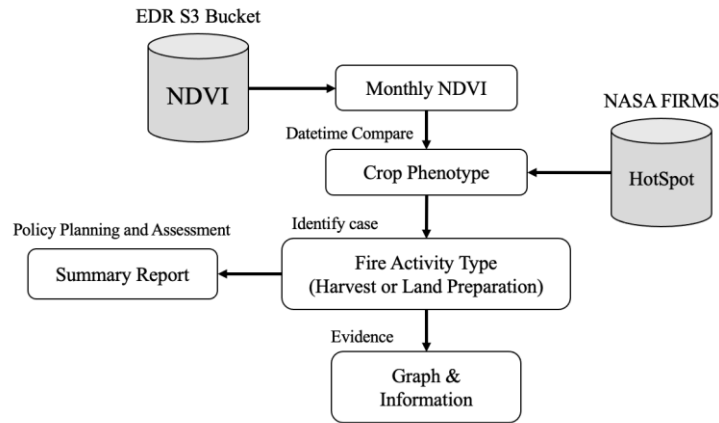 EDR S3 Bucket
NDVI
Monthly NDVI
NASA FIRMS
Datetime Compare
Crop Phenotype
HotSpot
Policy Planning and Assessment
Identify case
Summary Report
Fire Activity Type
(Harvest or Land Preparation)
Evidence
Graph &
Information